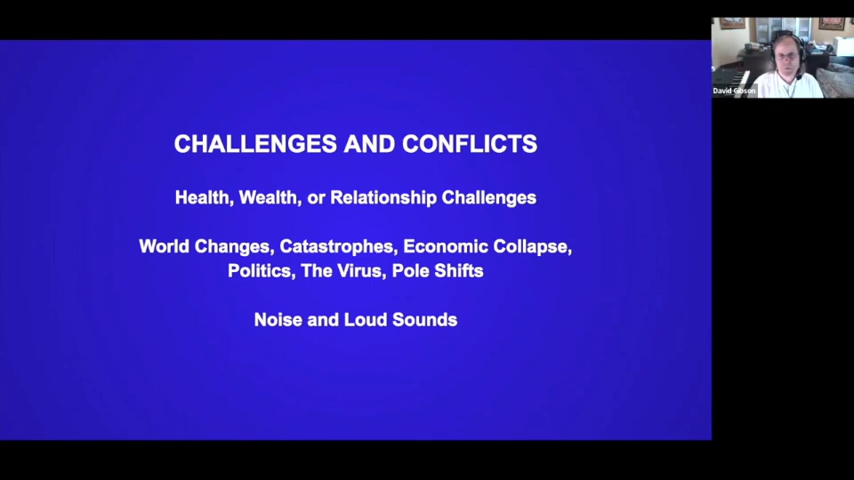 CHALLENGES AND CONFLICTS
Health, Wealth, or Relationship Challenges
World Changes, Catastrophes, Economic Collapse,
Politics, The Virus, Pole Shifts
Noise and Loud Sounds
David Gibson